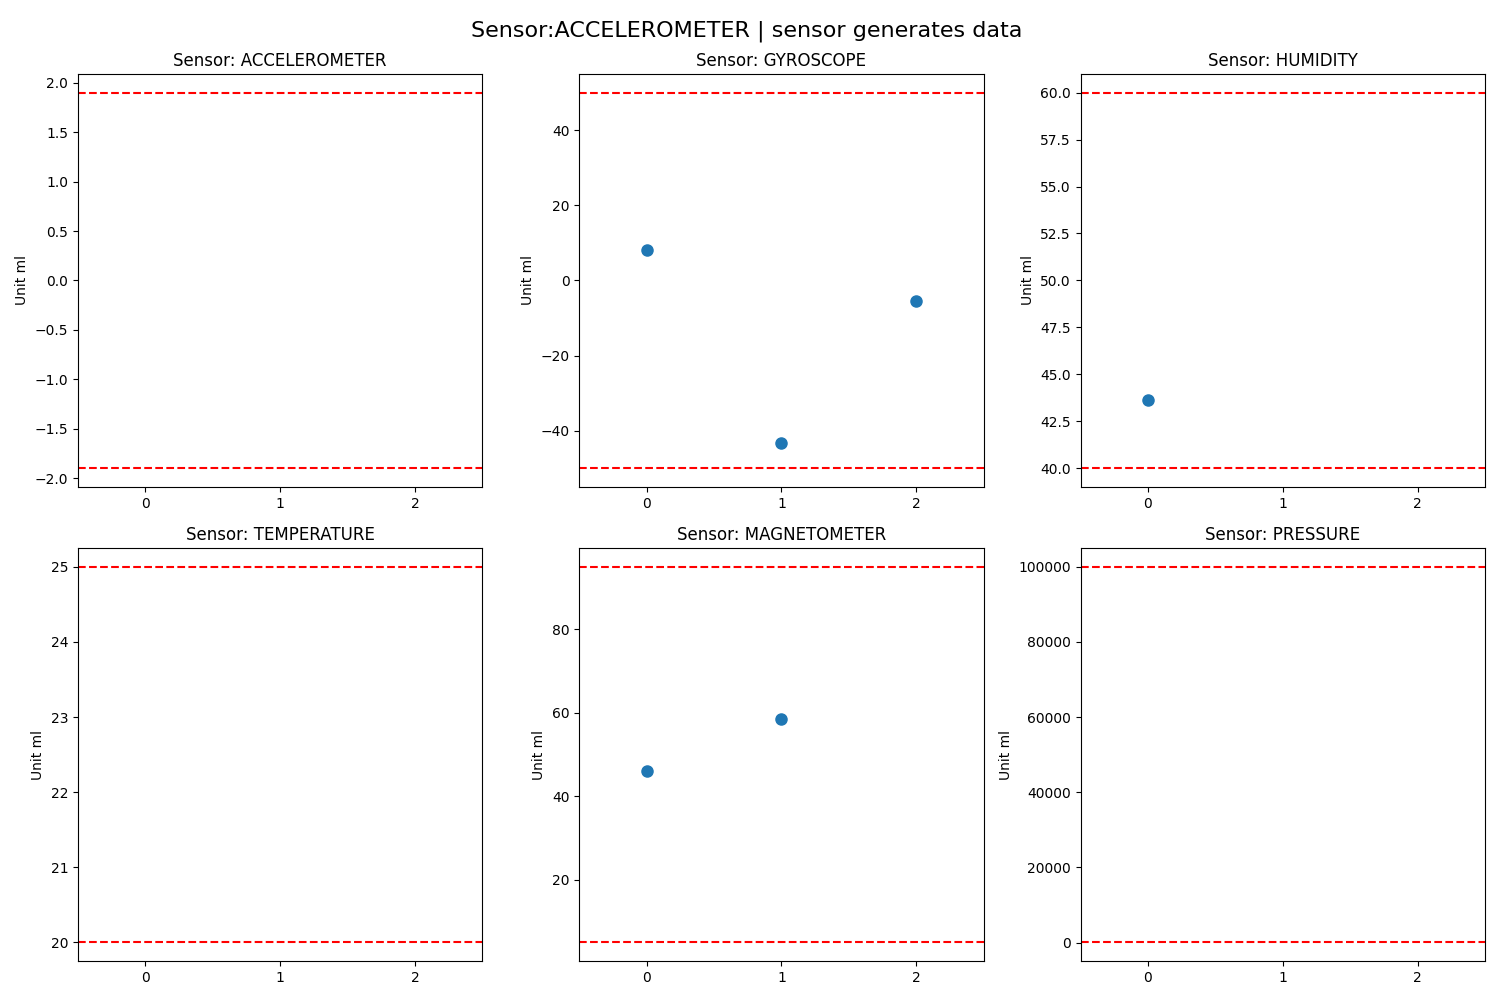 Sensor:ACCELEROMETER | sensor generates data
Sensor: ACCELEROMETER
Unit ml
2.0
1.5
1.0
0.5
0.0
−0.5
−1.0
−1.5
−2.0
0 1 2
Sensor: GYROSCOPE
Unit ml
40
20
0
−20
−40
0 1 2
Sensor: HUMIDITY
Unit ml
60.0
57.5
55.0
52.5
50.0
47.5
45.0
42.5
40.0
0 1 2
Sensor: TEMPERATURE
Unit ml
25
24
23
22
21
20
0 1 2
Sensor: MAGNETOMETER
Unit ml
80
60
40
20
0 1 2
Sensor: PRESSURE
Unit ml
100000
80000
60000
40000
20000
0
0 1 2